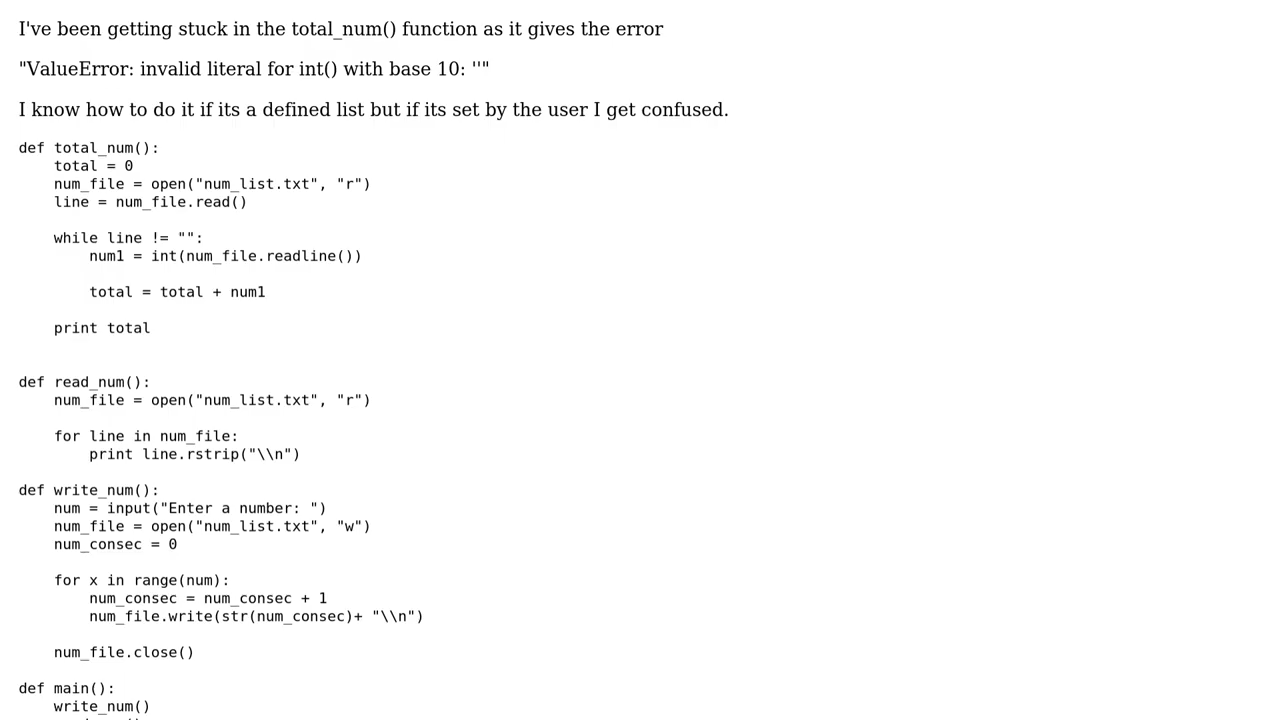 I've been getting stuck in the total_num() function as it gives the error
"ValueError: invalid literal for int() with base 10: ''"
I know how to do it if its a defined list but if its set by the user I get confused.
def total_num():
    total = 0
    num_file = open("num_list.txt", "r")
    line = num_file.read()
    while line != "":
        num1 = int(num_file.readline())
        total = total + num1
    print total
def read_num():
    num_file = open("num_list.txt", "r")
    for line in num_file:
        print line.rstrip("\\n")
def write_num():
    num = input("Enter a number: ")
    num_file = open("num_list.txt", "w")
    num_consec = 0
    for x in range(num):
        num_consec = num_consec + 1
        num_file.write(str(num_consec)+ "\\n")
    num_file.close()
def main():
    write_num()